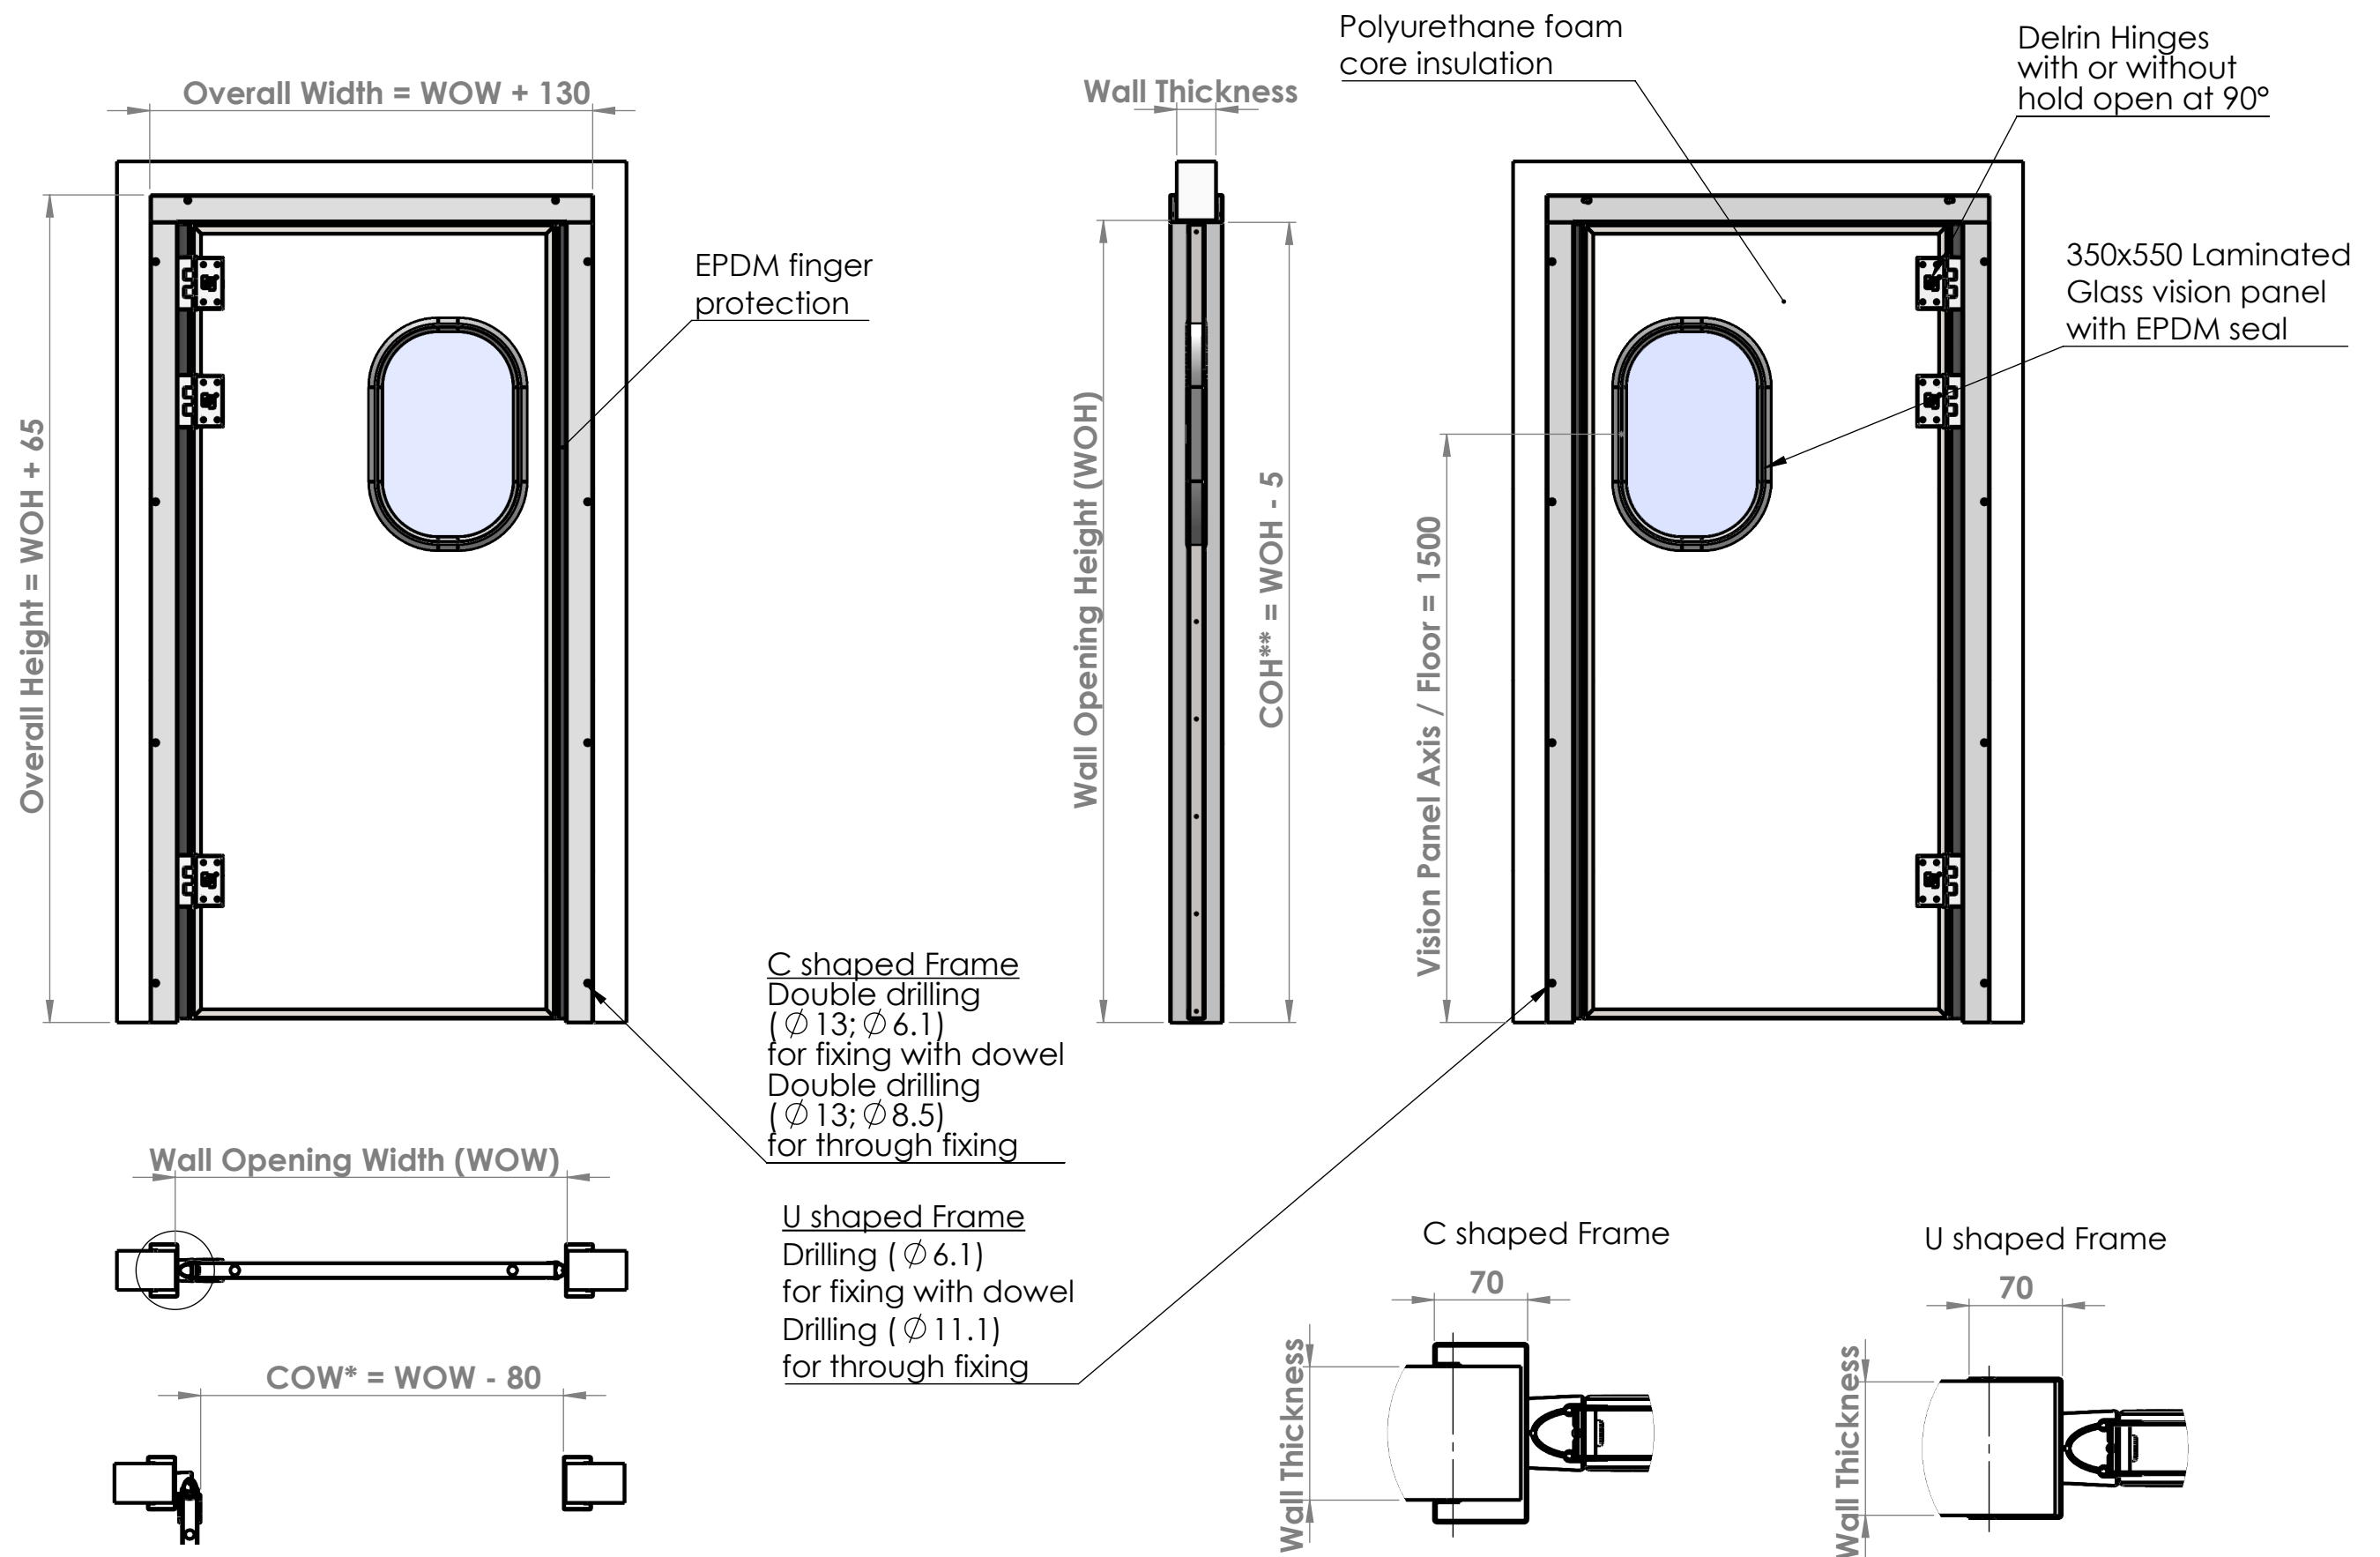 Overall Width = WOW + 130
Overall Height = WOH + 65
EPDM finger
protection
Wall Thickness
Wall Opening Height (WOH)
COH** = WOH - 5
Polyurethane foam
core insulation
Delrin Hinges
with or without
hold open at 90°
350x550 Laminated
Glass vision panel
with EPDM seal
Vision Panel Axis / Floor = 1500
C shaped Frame
Double drilling
(∅13;∅6.1)
for fixing with dowel
Double drilling
(∅13;∅8.5)
for through fixing
U shaped Frame
Drilling (∅6.1)
for fixing with dowel
Drilling (∅11.1)
for through fixing
Wall Opening Width (WOW)
COW* = WOW - 80
C shaped Frame
70
Wall Thickness
U shaped Frame
70
Wall Thickness